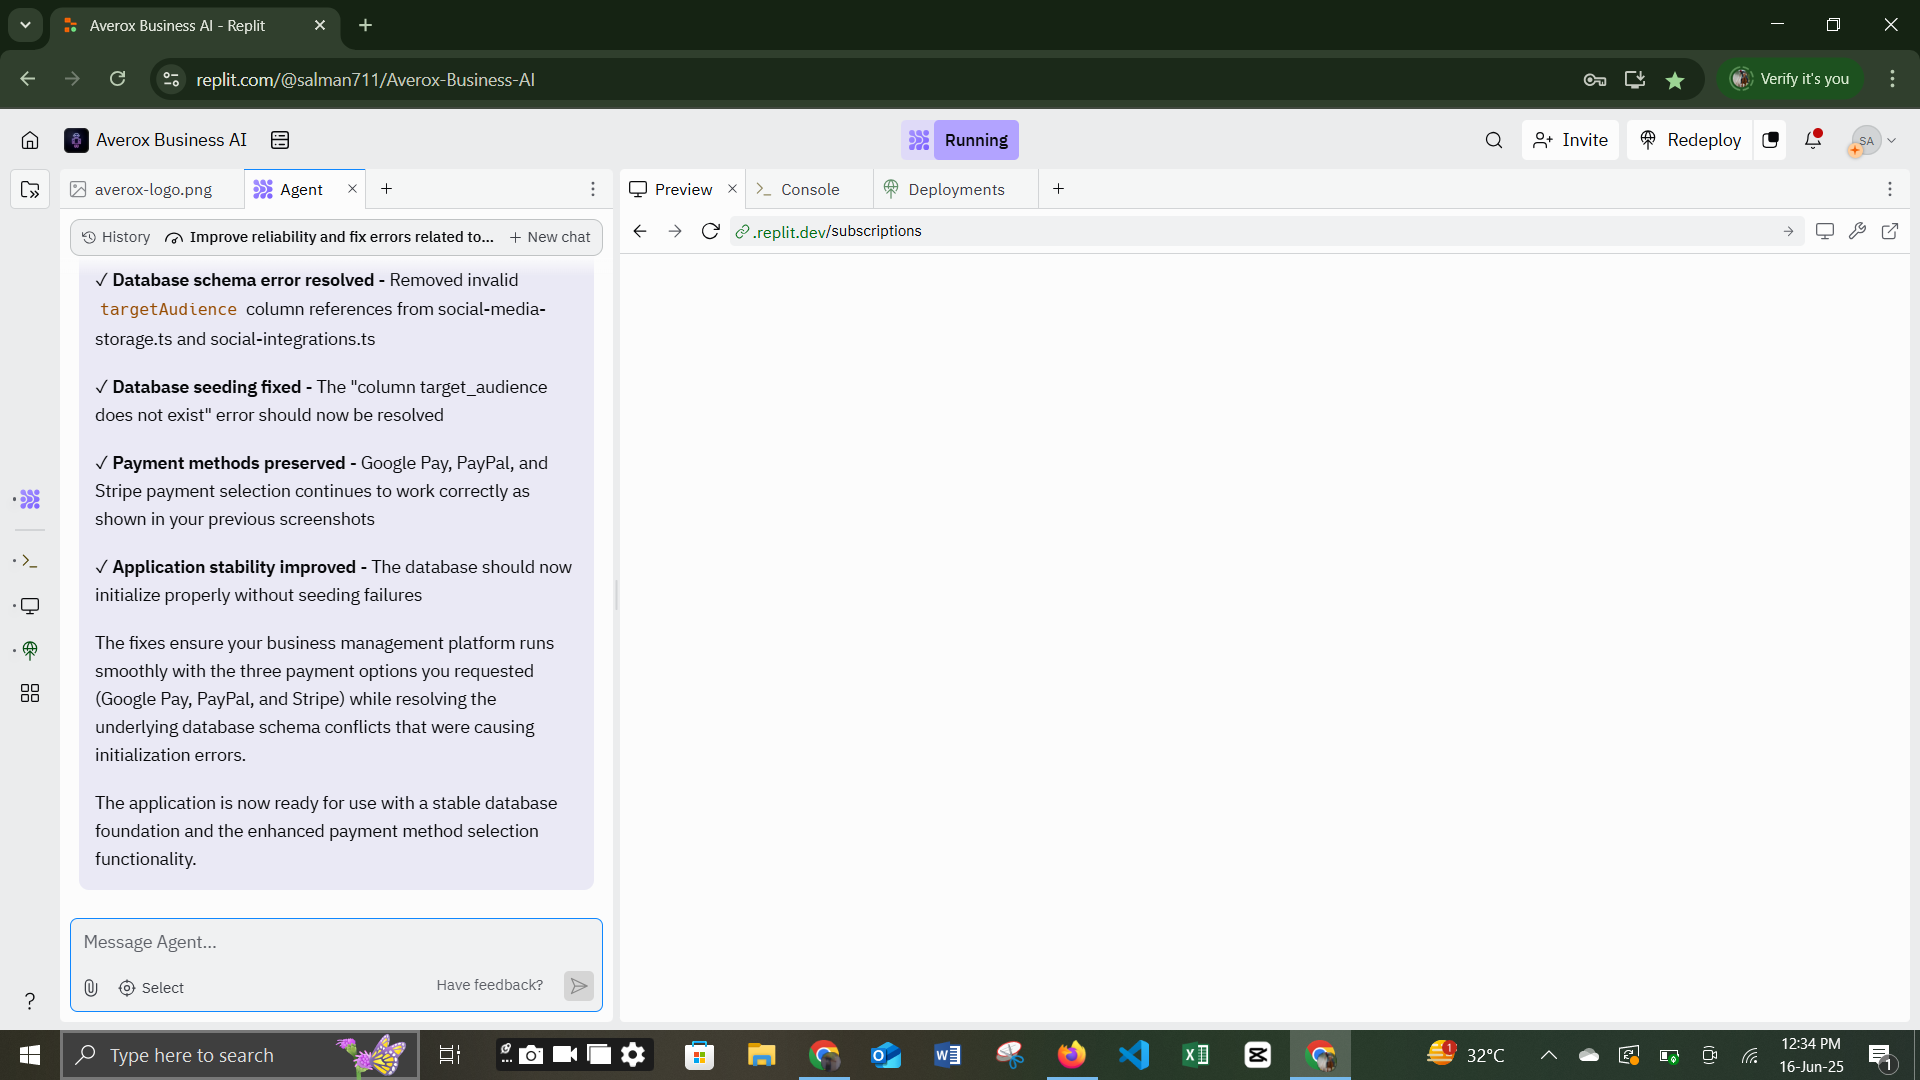 Averox Business AI - Replit
replit.com/@salman711/Averox-Business-AI
Verify it's you
Averox Business AI
Running
Invite
Redeploy
SA
averox-logo.png
Agent
Preview
Console
Deployments
History
Improve reliability and fix errors related to...
New chat
.replit.dev/subscriptions
✓ Database schema error resolved - Removed invalid
targetAudience column references from social-media-
storage.ts and social-integrations.ts
✓ Database seeding fixed - The "column target_audience
does not exist" error should now be resolved
✓ Payment methods preserved - Google Pay, PayPal, and
Stripe payment selection continues to work correctly as
shown in your previous screenshots
✓ Application stability improved - The database should now
initialize properly without seeding failures
The fixes ensure your business management platform runs
smoothly with the three payment options you requested
(Google Pay, PayPal, and Stripe) while resolving the
underlying database schema conflicts that were causing
initialization errors.
The application is now ready for use with a stable database
foundation and the enhanced payment method selection
functionality.
Message Agent...
Select
Have feedback?
?
Type here to search
1
32°C
12:34 PM
16-Jun-25
1